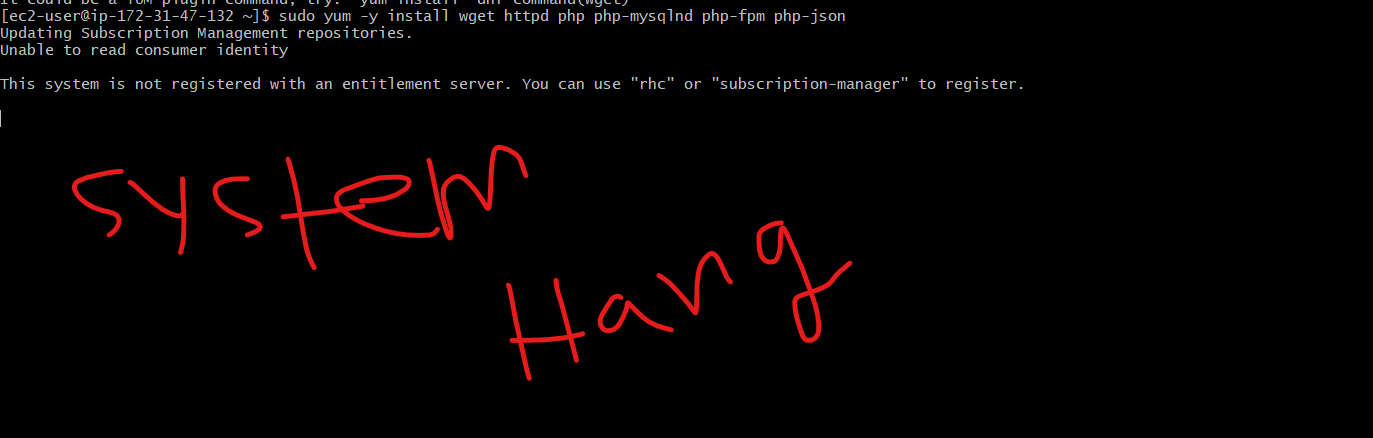 It could be a YUM plugin command, try: "yum install 'dnf-command(wget)'"
[ec2-user@ip-172-31-47-132 ~]$ sudo yum -y install wget httpd php php-mysqlnd php-fpm php-json
Updating Subscription Management repositories.
Unable to read consumer identity
This system is not registered with an entitlement server. You can use "rhc" or "subscription-manager" to register.
system
Hang